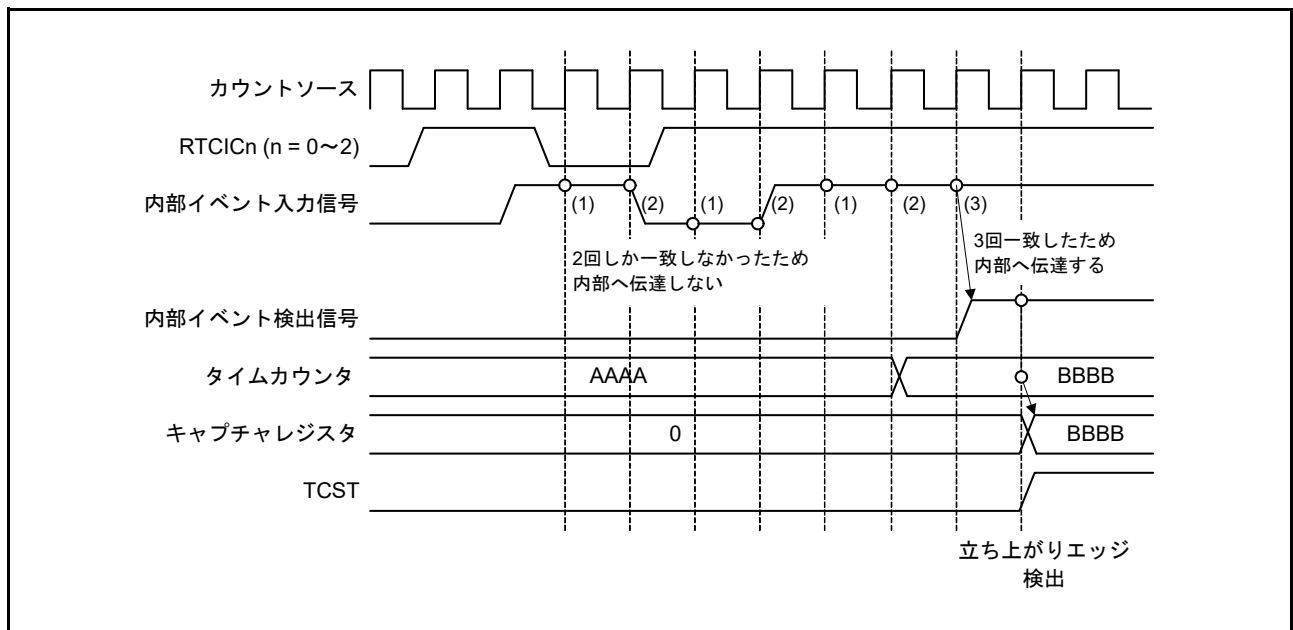 カウントソース
RTCICn (n = 0～2)
内部イベント入力信号
(1) (2) (1) (2) (1) (2) (3)
2回しか一致しなかったため
内部へ伝達しない
3回一致したため
内部へ伝達する
内部イベント検出信号
タイムカウンタ AAAA BBBB
キャプチャレジスタ 0 BBBB
TCST
立ち上がりエッジ
検出